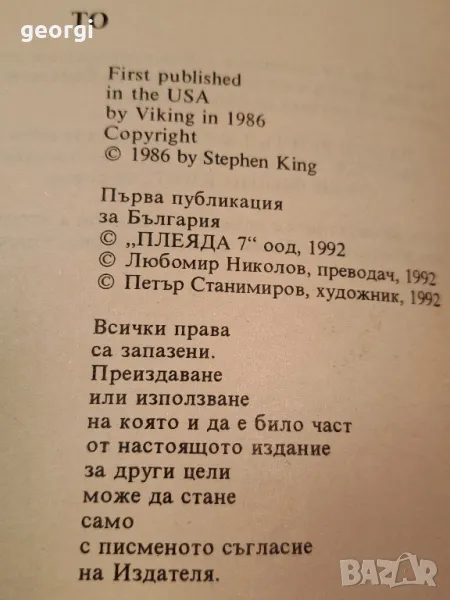 georgi
ТО
First published
in the USA
by Viking in 1986
Copyright
© 1986 by Stephen King
Първа публикация
за България
© „ПЛЕЯДА 7“ оод, 1992
© Любомир Николов, преводач, 1992
© Петър Станимиров, художник, 1992
Всички права
са запазени.
Преиздаване
или използване
на която и да е било част
от настоящото издание
за други цели
може да стане
само
с писменото съгласие
на Издателя.
BAZAR